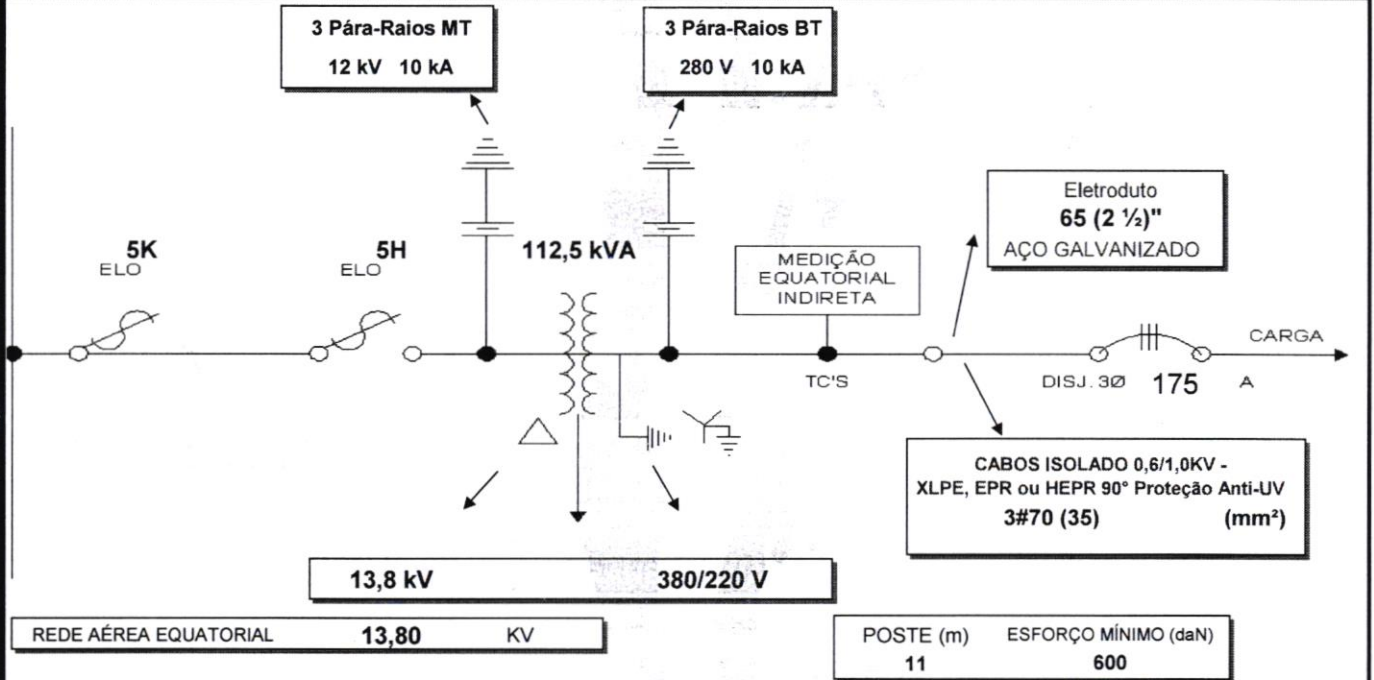 3 Pára-Raios MT
12 kV 10 kA
3 Pára-Raios BT
280 V 10 kA
Eletroduto
65 (2 ½)"
AÇO GALVANIZADO
5K
ELO
5H
ELO
112,5 kVA
MEDIÇÃO
EQUATORIAL
INDIRETA
TC'S
DISJ. 3Ø 175 A
CARGA
CABOS ISOLADO 0,6/1,0KV -
XLPE, EPR ou HEPR 90° Proteção Anti-UV
3#70 (35) (mm²)
13,8 kV 380/220 V
REDE AÉREA EQUATORIAL 13,80 KV
POSTE (m) ESFORÇO MÍNIMO (daN)
11 600